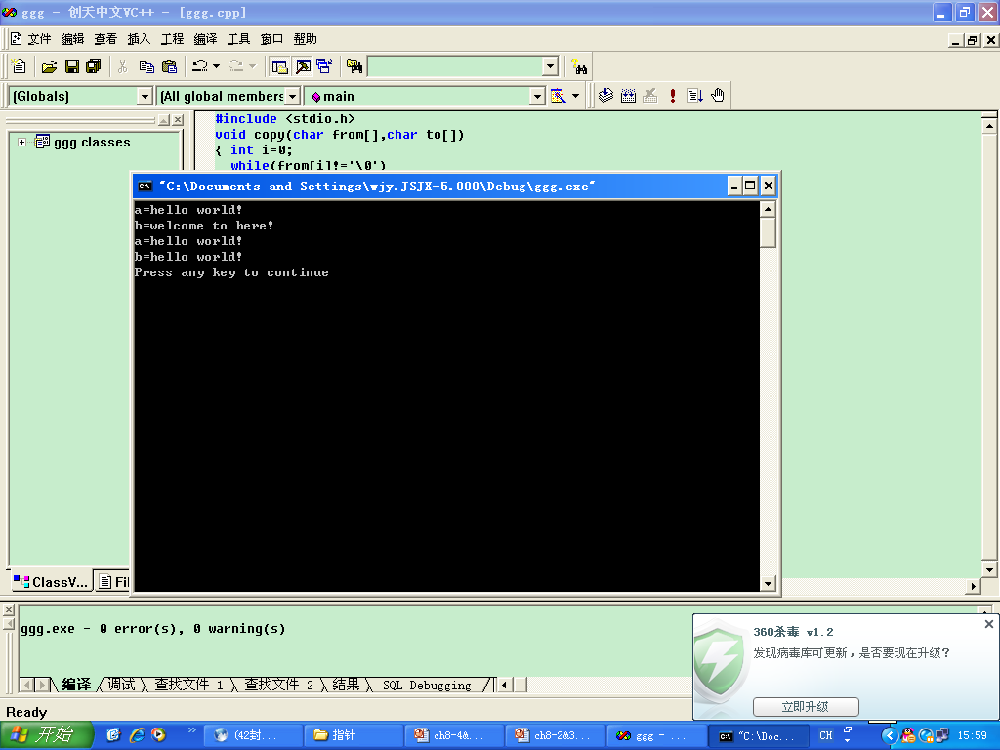 ggg - 创天中文VC++ - [ggg.cpp]
文件 编辑 查看 插入 工程 编译 工具 窗口 帮助
(Globals) (All global members main
ggg classes
#include <stdio.h>
void copy(char from[],char to[])
{ int i=0;
while(from[i]!='\0')
"C:\Documents and Settings\wjy.JSJX-5.000\Debug\ggg.exe"
a=hello world!
b=welcome to here!
a=hello world!
b=hello world!
Press any key to continue
ClassV... Fil
ggg.exe - 0 error(s), 0 warning(s)
编译 调试 查找文件 1 查找文件 2 结果 SQL Debugging
360杀毒 v1.2
发现病毒库可更新，是否要现在升级？
立即升级
Ready
开始 (42封... 指针 ch8-4&... ch8-2&3... ggg - ... "C:\Doc... CH 15:59